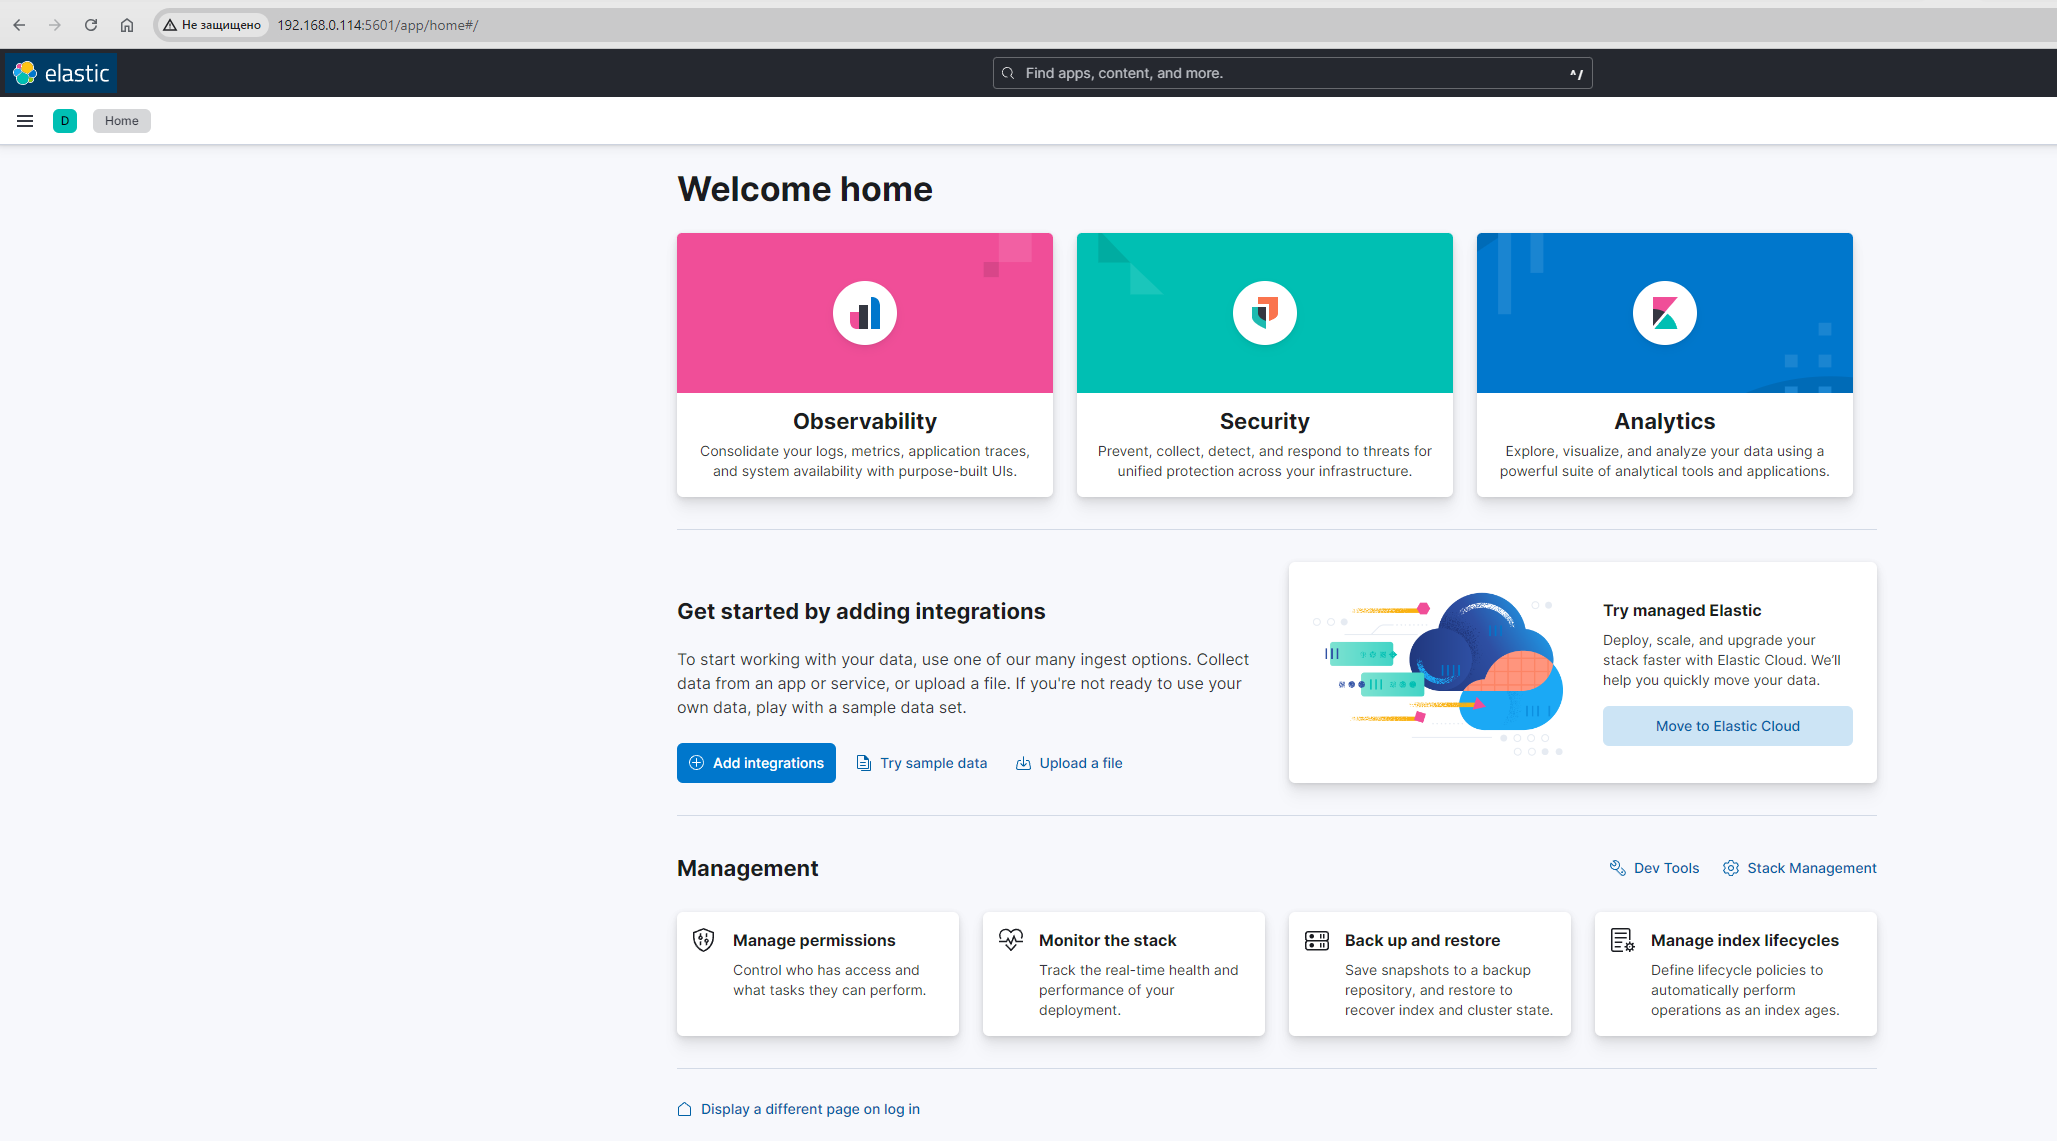 Не защищено 192.168.0.114:5601/app/home#/
elastic
Find apps, content, and more.
^/
D
Home
Welcome home
Observability
Consolidate your logs, metrics, application traces,
and system availability with purpose-built UIs.
Security
Prevent, collect, detect, and respond to threats for
unified protection across your infrastructure.
Analytics
Explore, visualize, and analyze your data using a
powerful suite of analytical tools and applications.
Get started by adding integrations
To start working with your data, use one of our many ingest options. Collect
data from an app or service, or upload a file. If you're not ready to use your
own data, play with a sample data set.
Add integrations
Try sample data
Upload a file
Try managed Elastic
Deploy, scale, and upgrade your
stack faster with Elastic Cloud. We’ll
help you quickly move your data.
Move to Elastic Cloud
Management
Dev Tools
Stack Management
Manage permissions
Control who has access and
what tasks they can perform.
Monitor the stack
Track the real-time health and
performance of your
deployment.
Back up and restore
Save snapshots to a backup
repository, and restore to
recover index and cluster state.
Manage index lifecycles
Define lifecycle policies to
automatically perform
operations as an index ages.
Display a different page on log in